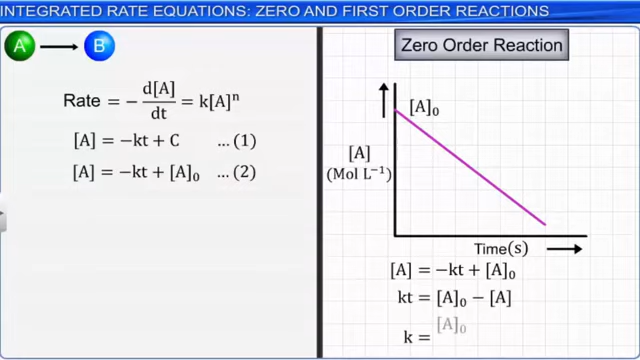 INTEGRATED RATE EQUATIONS: ZERO AND FIRST ORDER REACTIONS
A B
Rate = − d[A]/dt = k[A]ⁿ
[A] = −kt + C ...(1)
[A] = −kt + [A]₀ ...(2)
Zero Order Reaction
[A]₀
[A]
(Mol L⁻¹)
Time(s)
[A] = −kt + [A]₀
kt = [A]₀ − [A]
k = [A]₀